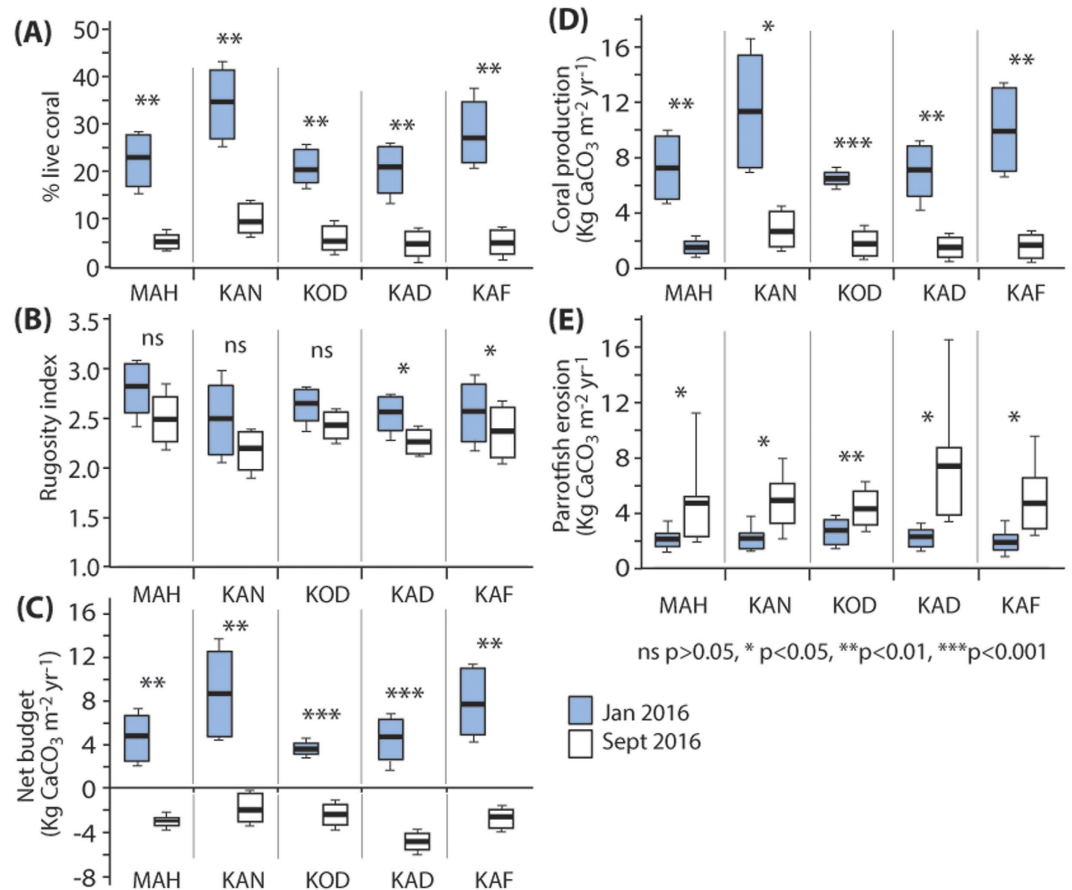 (A)
% live coral
50
40
30
20
10
0
** ** ** ** **
MAH KAN KOD KAD KAF
(B)
Rugosity index
3.5
3.0
2.5
2.0
1.5
1.0
ns ns ns * *
MAH KAN KOD KAD KAF
(C)
Net budget
(Kg CaCO3 m-2 yr-1)
16
12
8
4
0
-4
-8
** ** *** *** **
MAH KAN KOD KAD KAF
(D)
Coral production
(Kg CaCO3 m-2 yr-1)
16
12
8
4
0
** * *** ** **
MAH KAN KOD KAD KAF
(E)
Parrotfish erosion
(Kg CaCO3 m-2 yr-1
16
12
8
4
0
* * ** * *
MAH KAN KOD KAD KAF
ns p>0.05, * p<0.05, **p<0.01, ***p<0.001
Jan 2016
Sept 2016